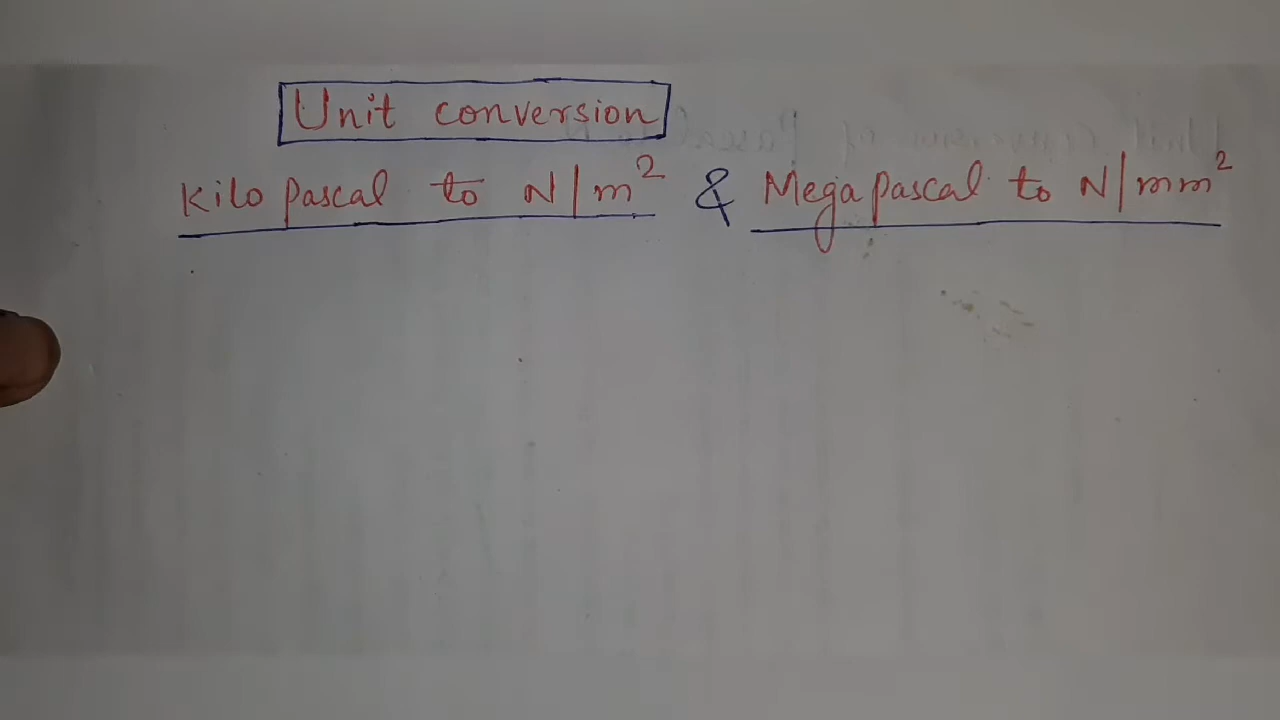 Unit conversion
Kilo Pascal to N/m² & Mega pascal to N/mm²